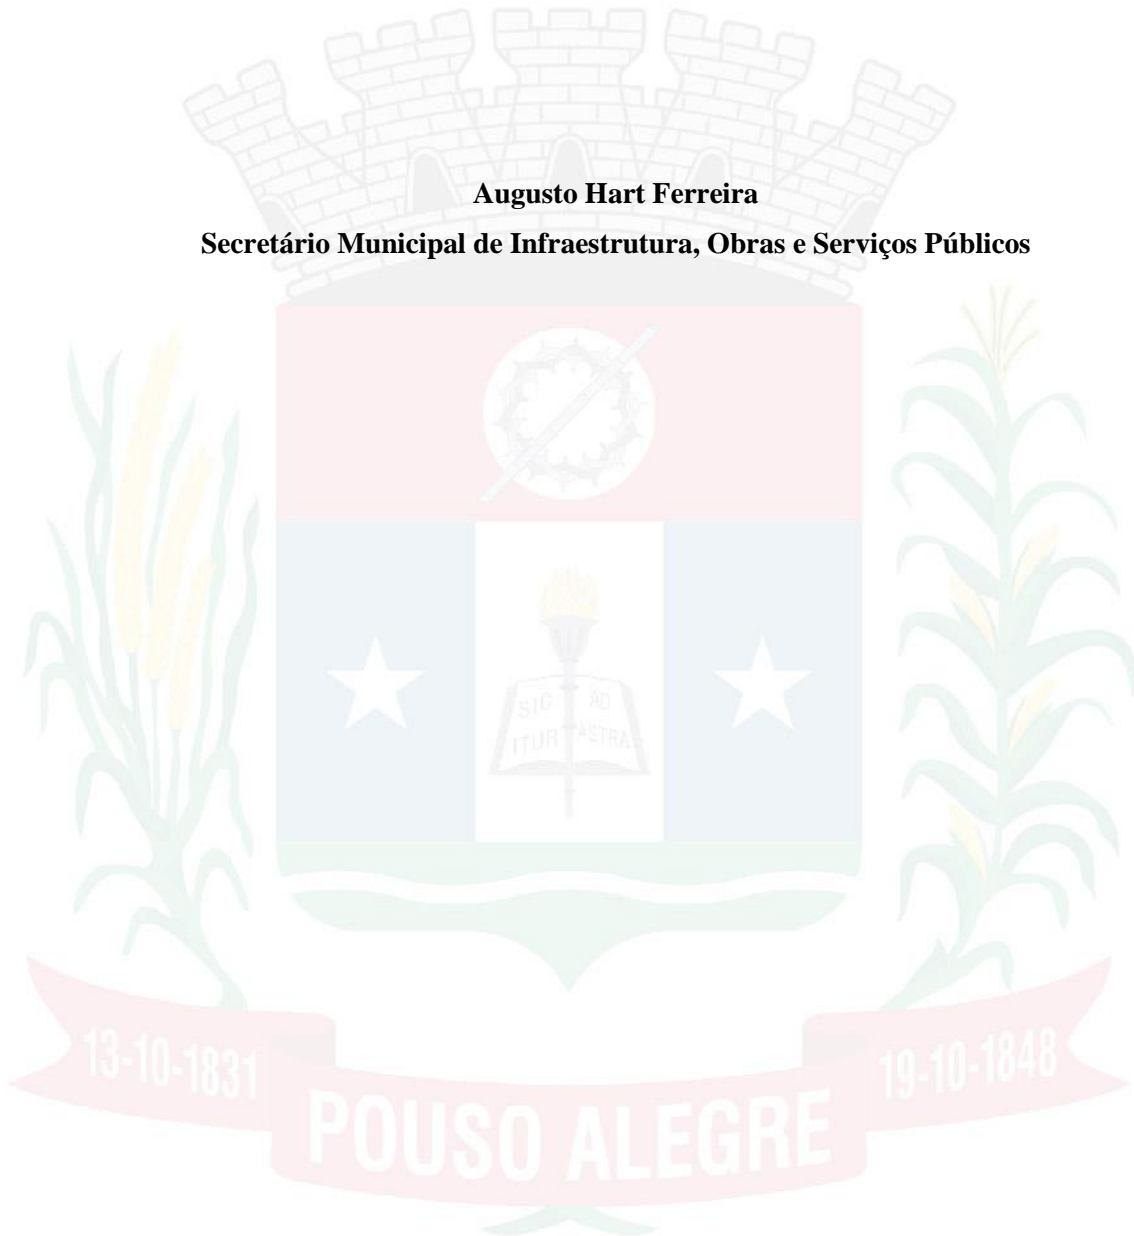 Augusto Hart Ferreira
Secretário Municipal de Infraestrutura, Obras e Serviços Públicos
SIC AD
ITUR ASTRA
13-10-1831
19-10-1848
POUSO ALEGRE